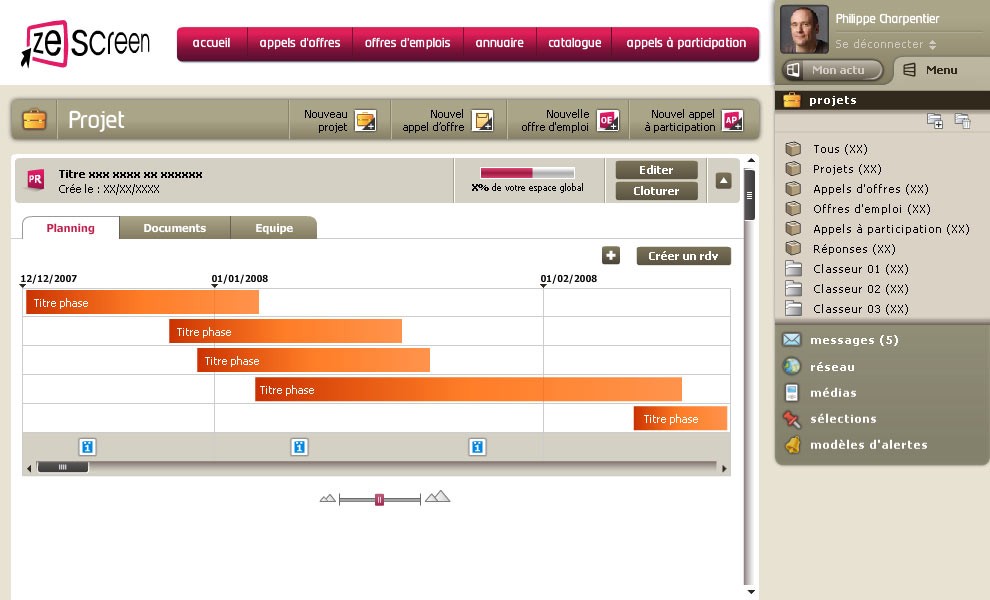 ze screen
accueil
appels d'offres
offres d'emplois
annuaire
catalogue
appels à participation
Philippe Charpentier
Se déconnecter
Mon actu
Menu
Projet
Nouveau
projet
Nouvel
appel d'offre
Nouvelle
offre d'emploi
OE
Nouvel appel
à participation
AP
PR
Titre xxx xxxx xx xxxxxx
Crée le : XX/XX/XXXX
X% de votre espace global
Editer
Cloturer
Planning
Documents
Equipe
Créer un rdv
12/12/2007
01/01/2008
01/02/2008
Titre phase
Titre phase
Titre phase
Titre phase
Titre phase
projets
Tous (XX)
Projets (XX)
Appels d'offres (XX)
Offres d'emploi (XX)
Appels à participation (XX)
Réponses (XX)
Classeur 01 (XX)
Classeur 02 (XX)
Classeur 03 (XX)
messages (5)
réseau
médias
sélections
modèles d'alertes